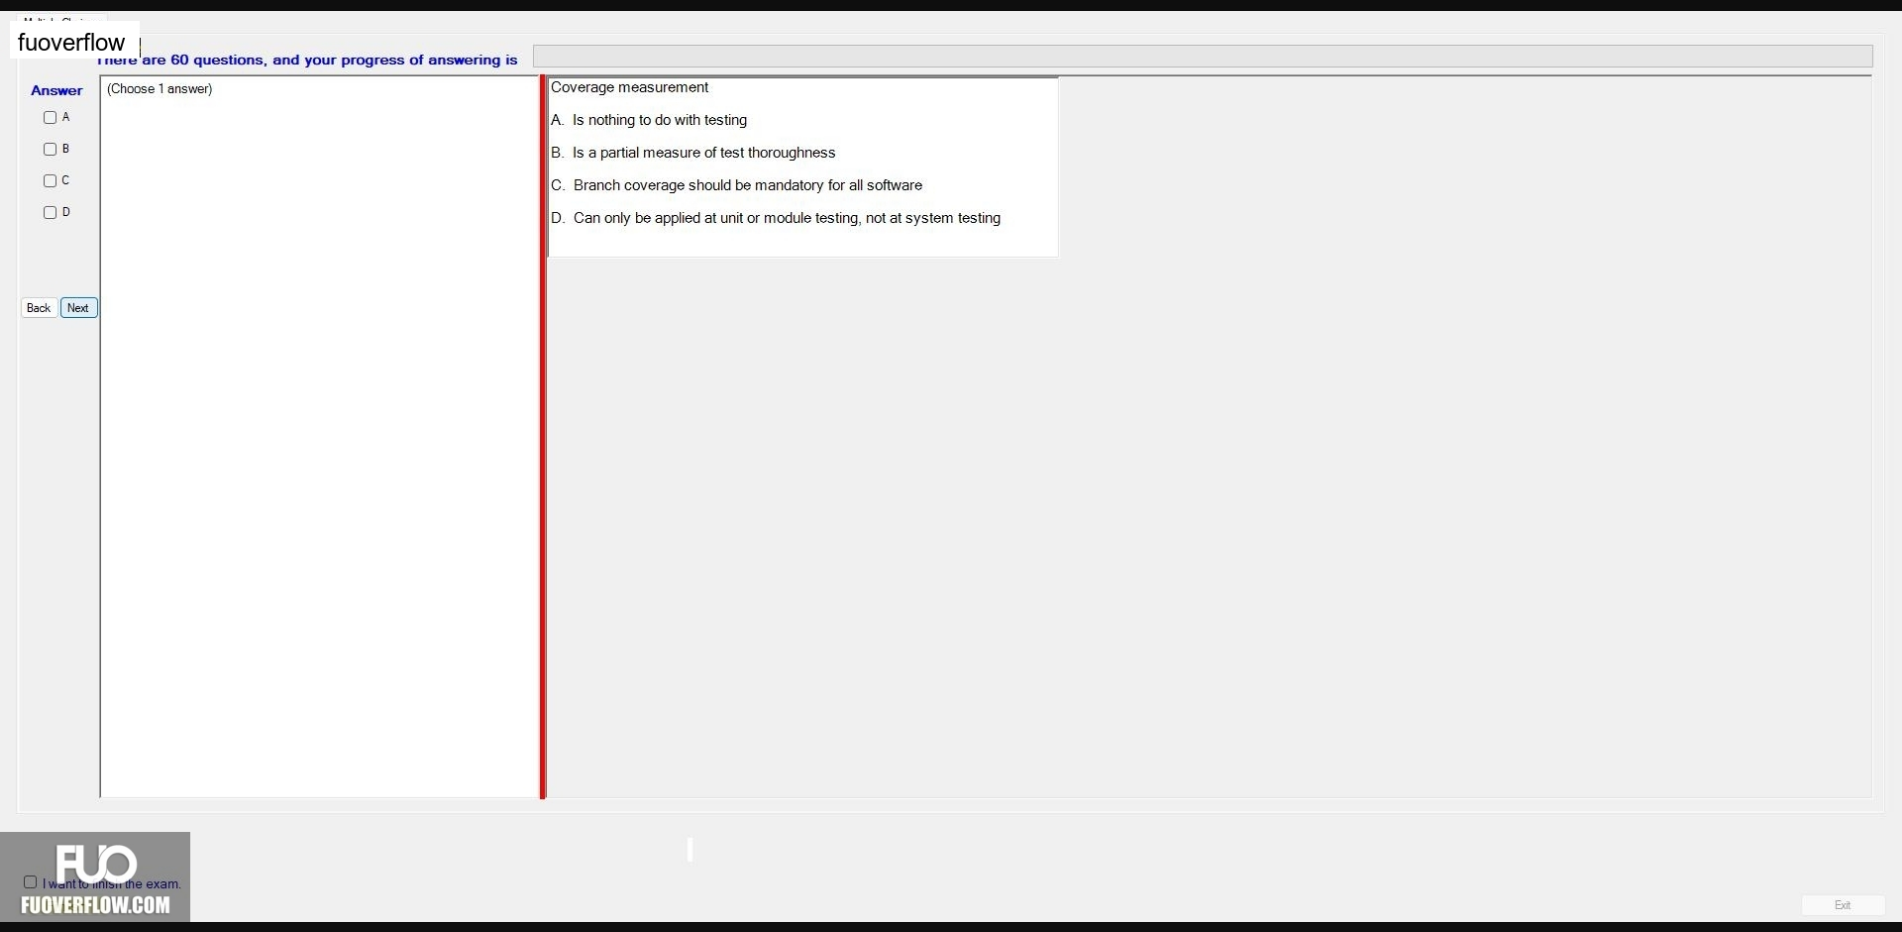 fuoverflow
There are 60 questions, and your progress of answering is
Answer
(Choose 1 answer)
A
B
C
D
Back
Next
Coverage measurement
A. Is nothing to do with testing
B. Is a partial measure of test thoroughness
C. Branch coverage should be mandatory for all software
D. Can only be applied at unit or module testing, not at system testing
FUO
I want to finish the exam.
FUOVERFLOW.COM
Exit